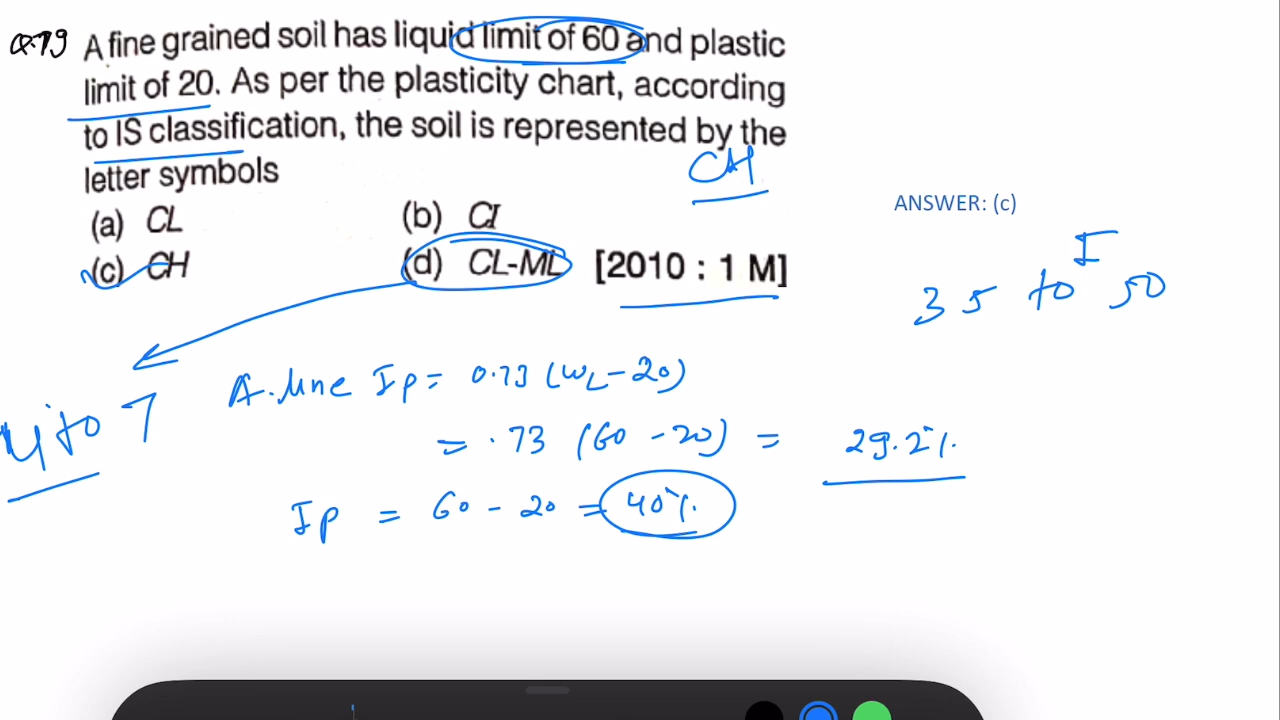 Q.79 A fine grained soil has liquid limit of 60 and plastic
limit of 20. As per the plasticity chart, according
to IS classification, the soil is represented by the
letter symbols
CH
(a) CL (b) CI
ANSWER: (c)
(c) CH (d) CL-ML [2010 : 1 M]
I
35 to 50
4 to 7
A-line Ip = 0.73 (WL-20)
= .73 (60-20) = 29.2%.
Ip = 60 - 20 = 40%.